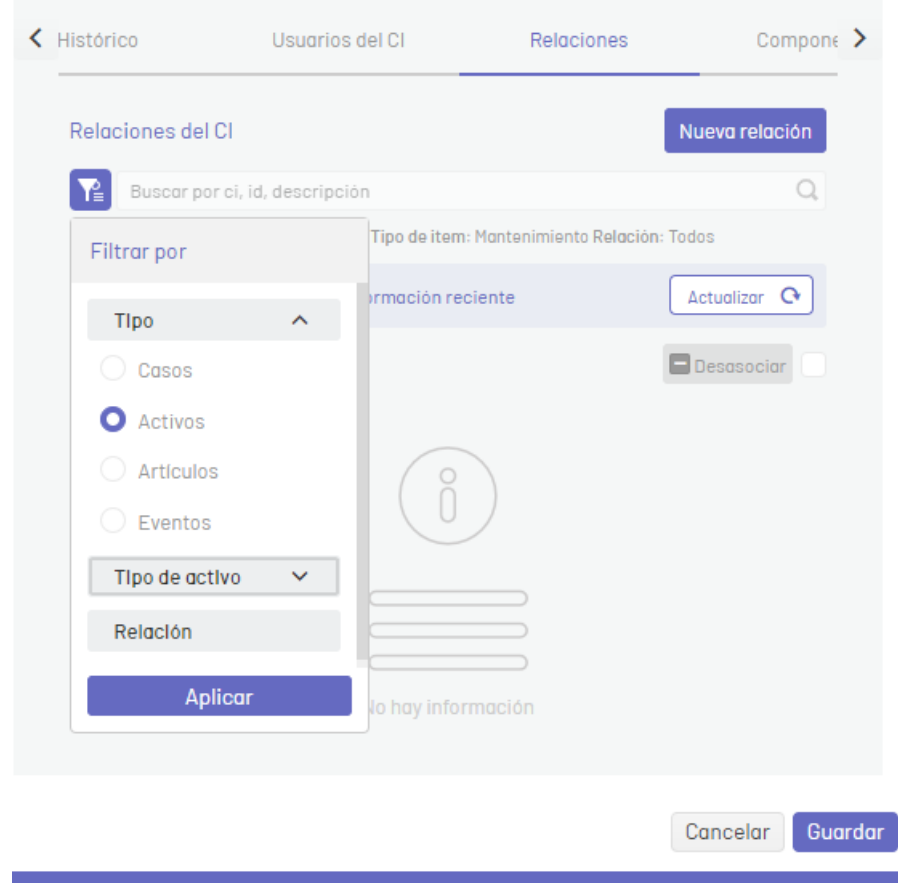 Histórico Usuarios del CI Relaciones Compone
Relaciones del CI Nueva relación
Buscar por ci, id, descripción
Filtrar por Tipo de item: Mantenimiento Relación: Todos
ormación reciente Actualizar
Tipo
Desasociar
Casos
Activos
Artículos
Eventos
Tipo de activo
Relación
Aplicar
No hay información
Cancelar Guardar